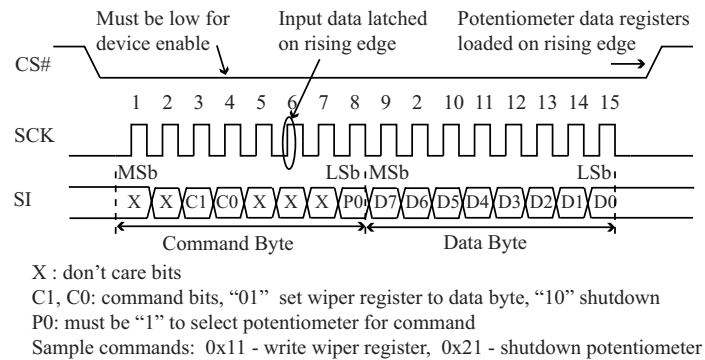 Must be low for device enable
Input data latched on rising edge
Potentiometer data registers loaded on rising edge
CS#
1 2 3 4 5 6 7 8 9 2 10 11 12 13 14 15
SCK
MSb LSb MSb LSb
SI X X C1 C0 X X X P0 D7 D6 D5 D4 D3 D2 D1 D0
Command Byte Data Byte
X : don't care bits
C1, C0: command bits, “01” set wiper register to data byte, “10” shutdown
P0: must be “1” to select potentiometer for command
Sample commands: 0x11 - write wiper register, 0x21 - shutdown potentiometer